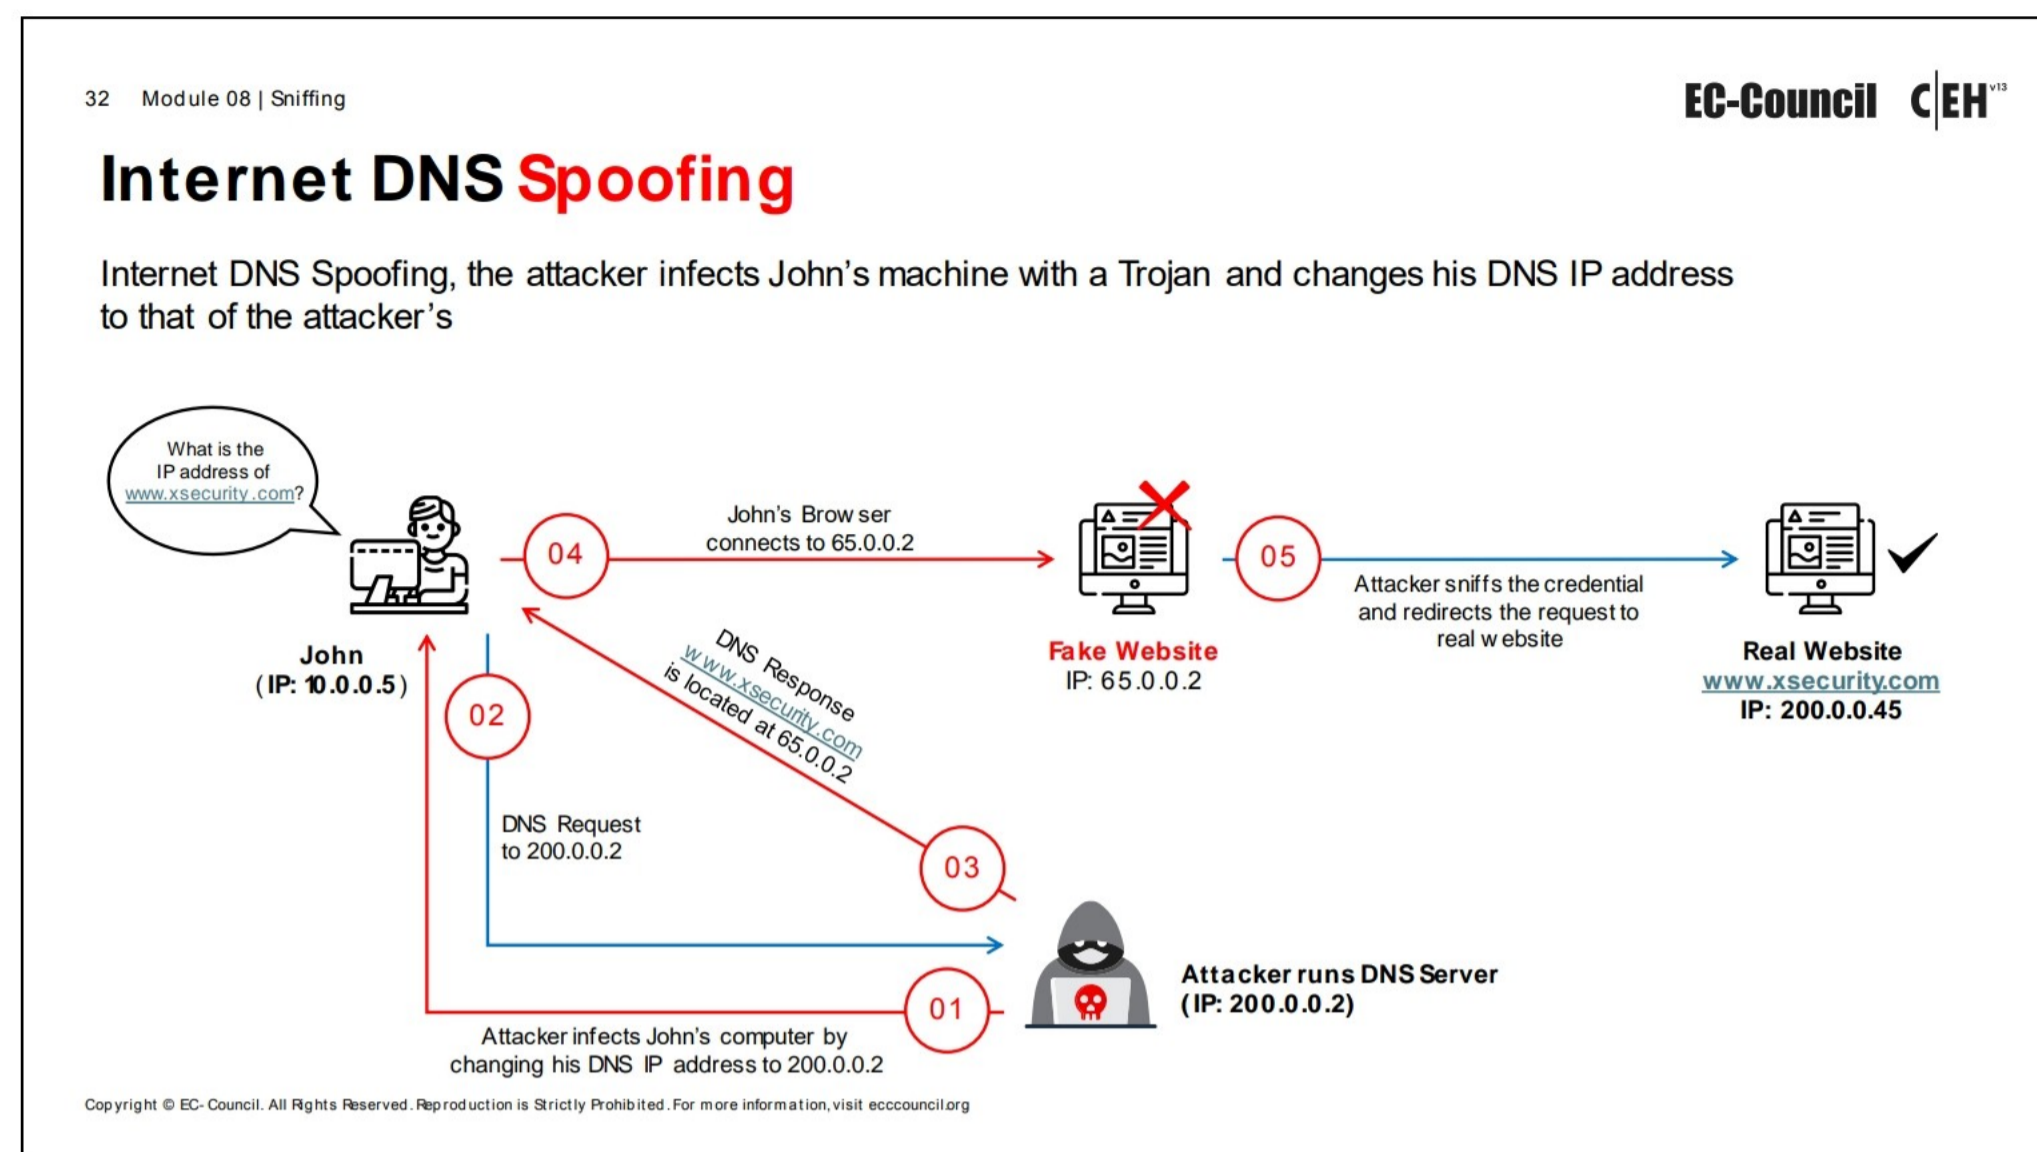 32 Module 08 | Sniffing
EC-Council C|EH v13
Internet DNS Spoofing
Internet DNS Spoofing, the attacker infects John's machine with a Trojan and changes his DNS IP address
to that of the attacker's
What is the
IP address of
www.xsecurity.com?
John
(IP: 10.0.0.5)
04
John's Browser
connects to 65.0.0.2
Fake Website
IP: 65.0.0.2
05
Attacker sniffs the credential
and redirects the request to
real website
Real Website
www.xsecurity.com
IP: 200.0.0.45
02
DNS Request
to 200.0.0.2
DNS Response
www.xsecurity.com
is located at 65.0.0.2
03
01
Attacker infects John's computer by
changing his DNS IP address to 200.0.0.2
Attacker runs DNS Server
(IP: 200.0.0.2)
Copyright © EC-Council. All Rights Reserved. Reproduction is Strictly Prohibited. For more information, visit ecccouncil.org